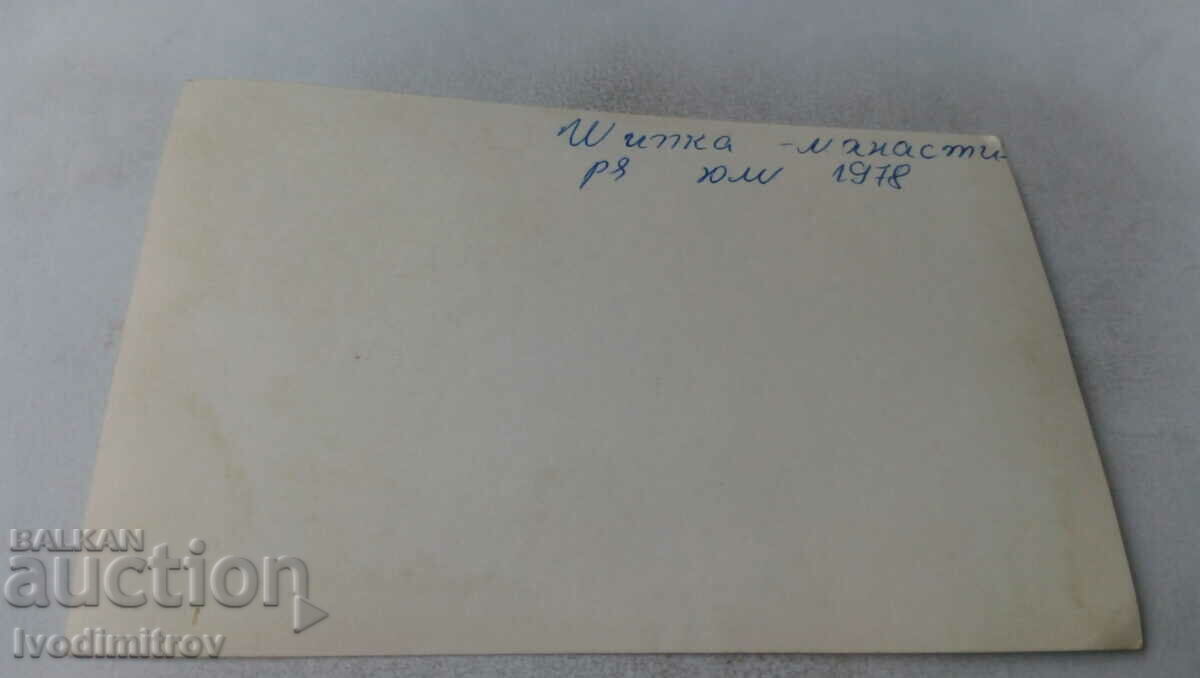 Шипка - манасти-
ря юли 1978
BALKAN
auction
Ivodimitrov